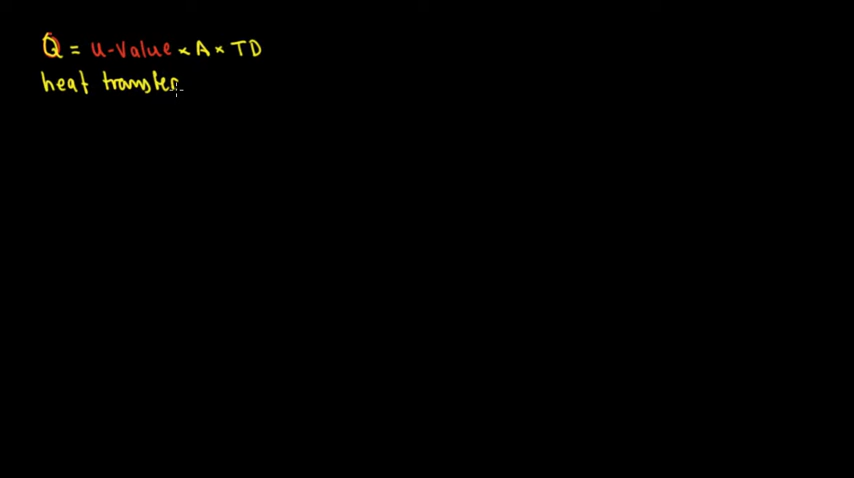 Q = U-Value × A × TD
heat transfer